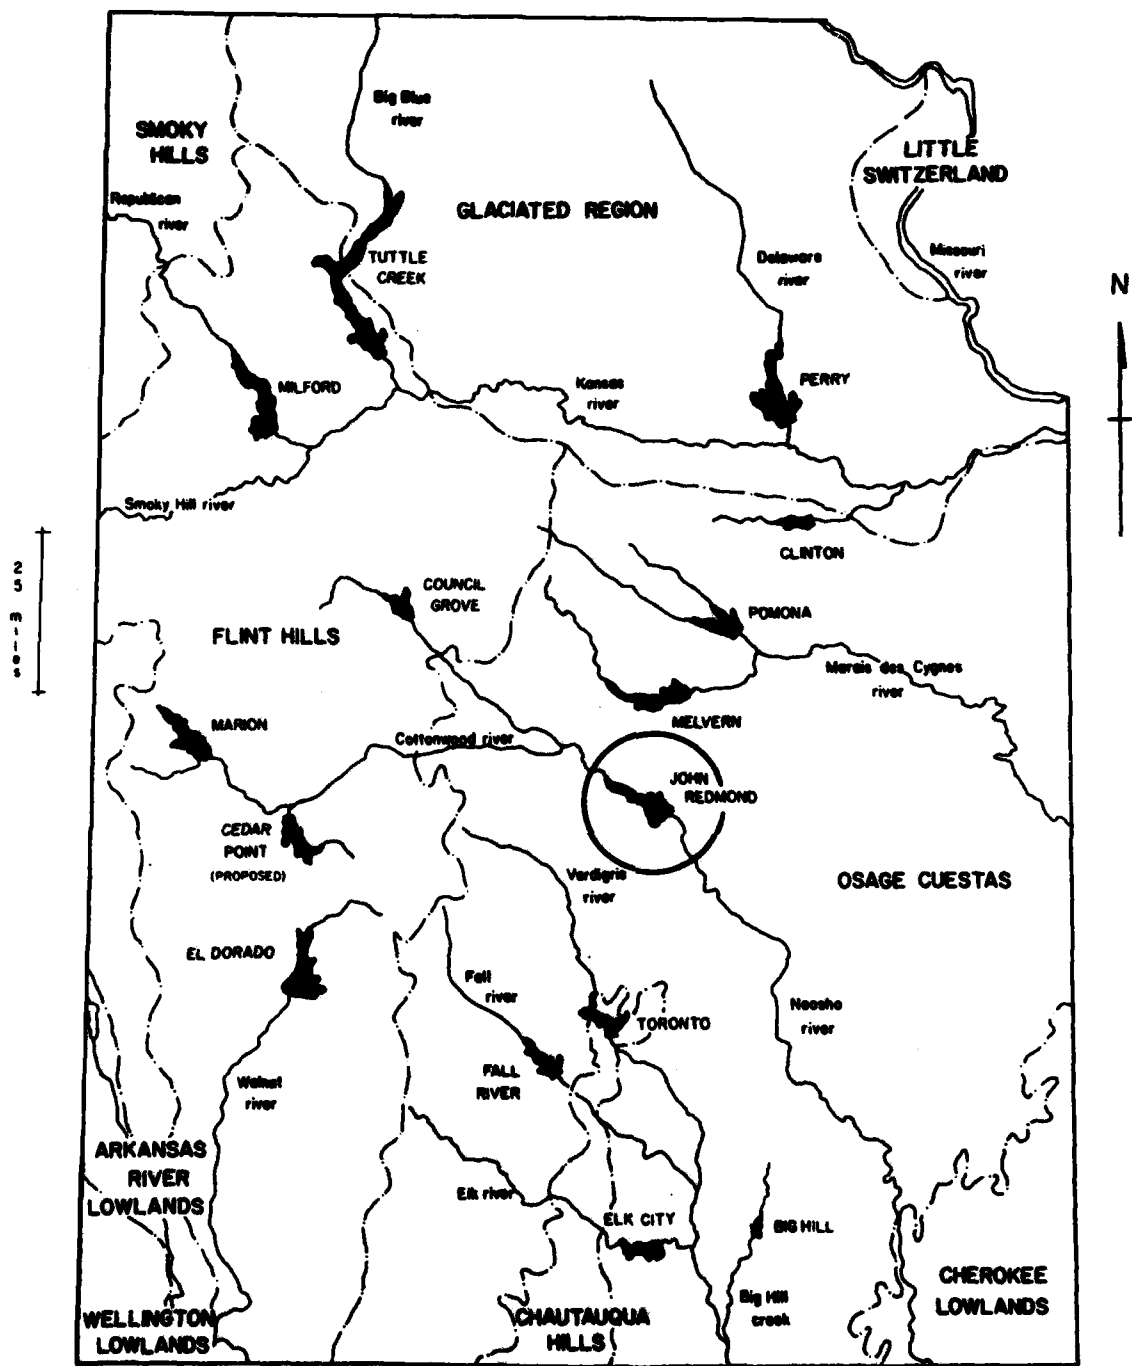 Big Blue
river
SMOKY
HILLS
LITTLE
SWITZERLAND
Republican
river
GLACIATED REGION
TUTTLE
CREEK
Delaware
river
Missouri
river
N
MILFORD
Kansas
river
PERRY
Smoky Hill river
CLINTON
25 miles
COUNCIL
GROVE
FLINT HILLS
POMONA
Marais des Cygnes
river
MARION
MELVERN
Cottonwood river
JOHN
REDMOND
CEDAR
POINT
(PROPOSED)
Verdigris
river
OSAGE CUESTAS
EL DORADO
Fall
river
Neosho
river
TORONTO
FALL
RIVER
Walnut
river
ARKANSAS
RIVER
LOWLANDS
Elk river
ELK CITY
BIG HILL
CHEROKEE
LOWLANDS
Big Hill
creek
WELLINGTON
LOWLANDS
CHAUTAUQUA
HILLS